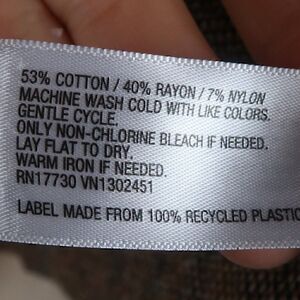 53% COTTON / 40% RAYON / 7% NYLON
MACHINE WASH COLD WITH LIKE COLORS.
GENTLE CYCLE.
ONLY NON-CHLORINE BLEACH IF NEEDED.
LAY FLAT TO DRY.
WARM IRON IF NEEDED.
RN17730 VN1302451
LABEL MADE FROM 100% RECYCLED PLASTIC